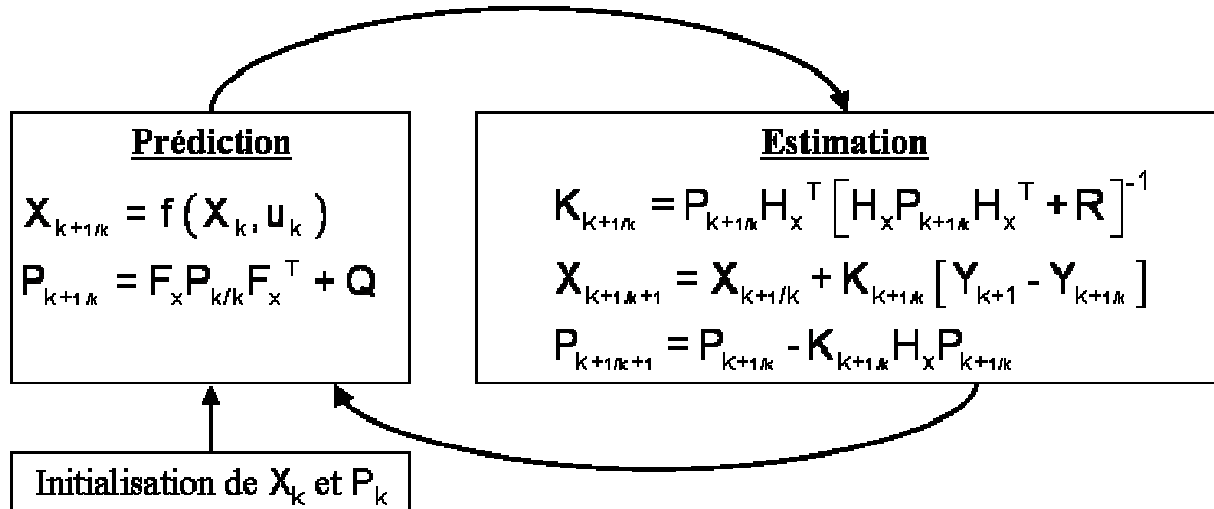 Prédiction
X_{k+1/k} = f ( X_k, u_k )
P_{k+1/k} = F_x P_{k/k} F_x^T + Q
Estimation
K_{k+1/k} = P_{k+1/k} H_x^T [ H_x P_{k+1/k} H_x^T + R ]^{-1}
X_{k+1/k+1} = X_{k+1/k} + K_{k+1/k} [ Y_{k+1} - Y_{k+1/k} ]
P_{k+1/k+1} = P_{k+1/k} - K_{k+1/k} H_x P_{k+1/k}
Initialisation de X_k et P_k